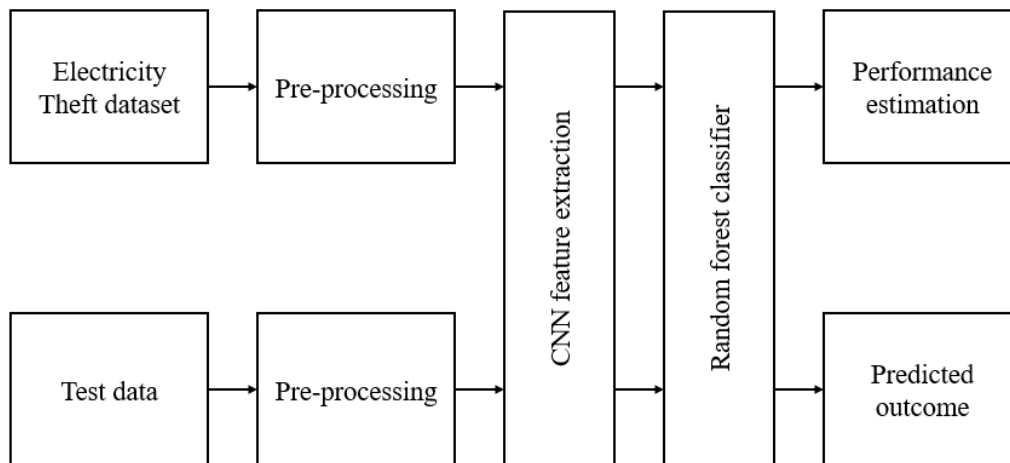 Electricity
Theft dataset
Pre-processing
CNN feature extraction
Random forest classifier
Performance
estimation
Test data
Pre-processing
Predicted
outcome